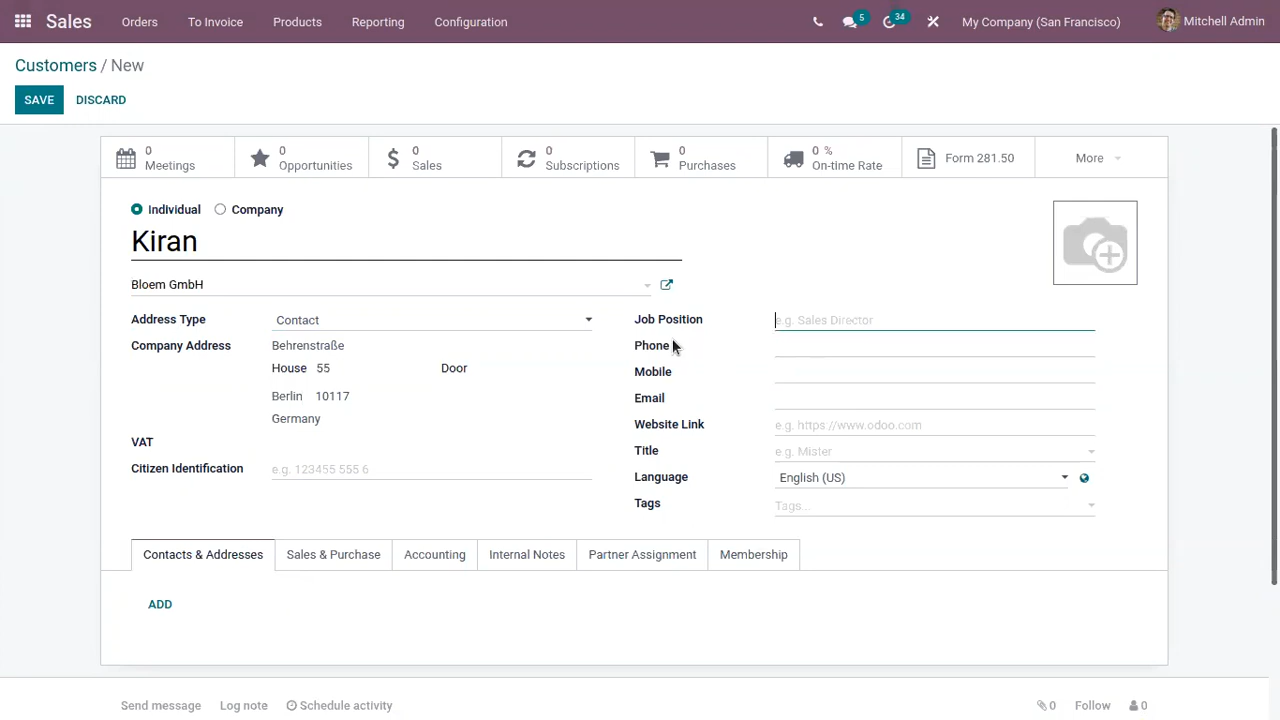 Sales Orders To Invoice Products Reporting Configuration 5 34 My Company (San Francisco) Mitchell Admin
Customers / New
SAVE DISCARD
0 Meetings
0 Opportunities
0 Sales
0 Subscriptions
0 Purchases
0 % On-time Rate
Form 281.50
More
Individual Company
Kiran
Bloem GmbH
Address Type Contact
Company Address Behrenstraße
House 55 Door
Berlin 10117
Germany
VAT
Citizen Identification e.g. 123455 555 6
Job Position e.g. Sales Director
Phone
Mobile
Email
Website Link e.g. https://www.odoo.com
Title e.g. Mister
Language English (US)
Tags Tags...
Contacts & Addresses Sales & Purchase Accounting Internal Notes Partner Assignment Membership
ADD
Send message Log note Schedule activity 0 Follow 0